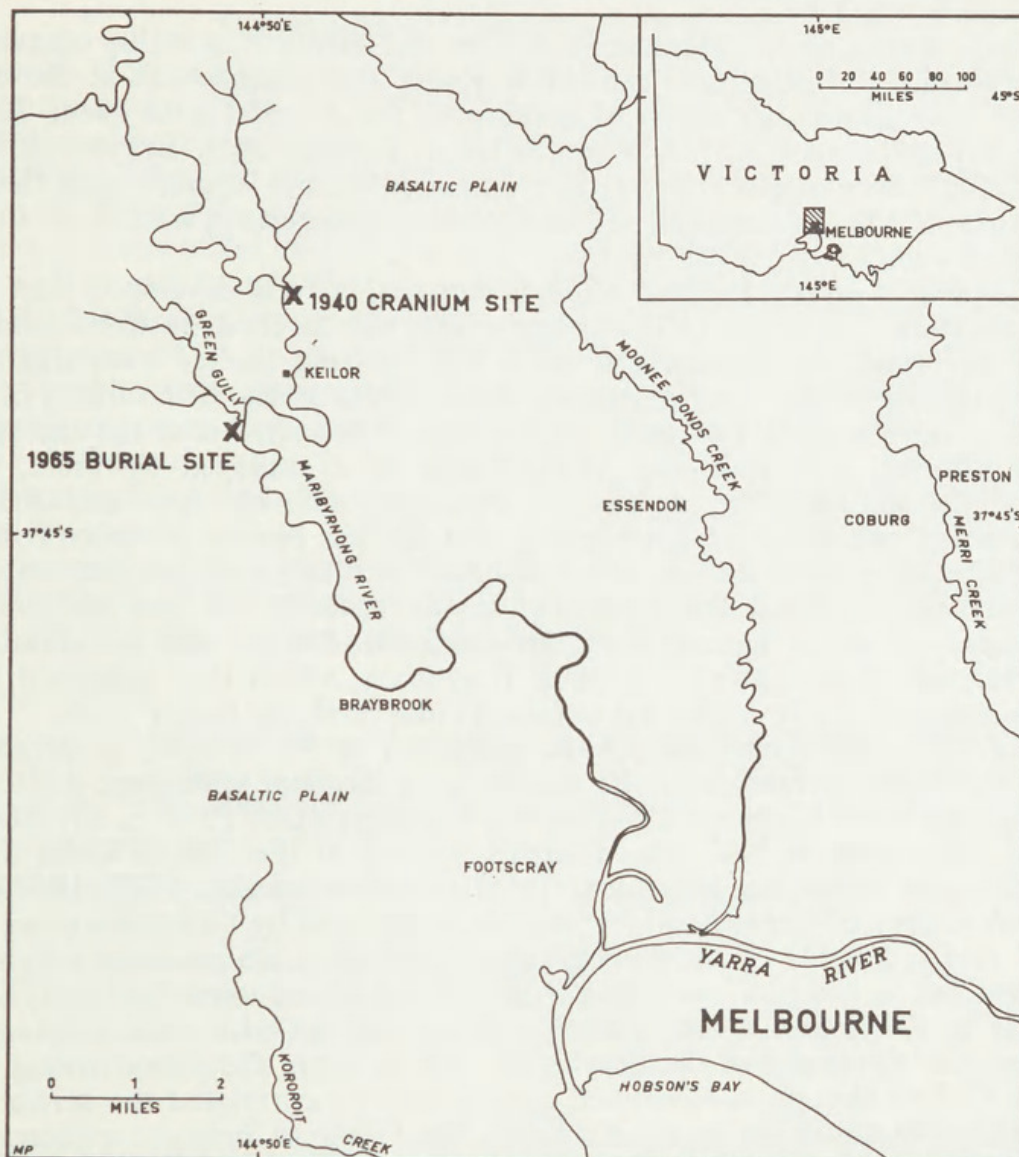 144°50'E
145°E
0 20 40 60 80 100
MILES
45°S
VICTORIA
MELBOURNE
145°E
BASALTIC PLAIN
X 1940 CRANIUM SITE
GREEN GULLY
KEILOR
X
1965 BURIAL SITE
MOONEE PONDS CREEK
MARIBYRNONG RIVER
ESSENDON
PRESTON
COBURG
37°45'S
37°45'S
MERRI CREEK
BRAYBROOK
BASALTIC PLAIN
FOOTSCRAY
YARRA RIVER
MELBOURNE
HOBSON'S BAY
0 1 2
MILES
KOROROIT CREEK
144°50'E
MP